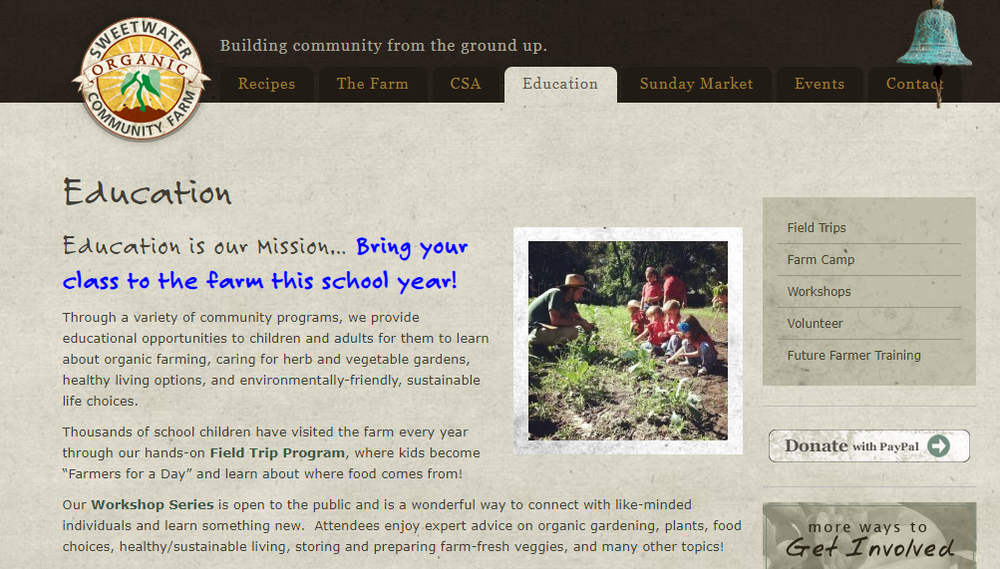 SWEETWATER
ORGANIC
COMMUNITY FARM
Building community from the ground up.
Recipes
The Farm
CSA
Education
Sunday Market
Events
Contact
Education
Education is our Mission... Bring your
class to the farm this school year!
Through a variety of community programs, we provide
educational opportunities to children and adults for them to learn
about organic farming, caring for herb and vegetable gardens,
healthy living options, and environmentally-friendly, sustainable
life choices.
Thousands of school children have visited the farm every year
through our hands-on Field Trip Program, where kids become
“Farmers for a Day” and learn about where food comes from!
Our Workshop Series is open to the public and is a wonderful way to connect with like-minded
individuals and learn something new.  Attendees enjoy expert advice on organic gardening, plants, food
choices, healthy/sustainable living, storing and preparing farm-fresh veggies, and many other topics!
Field Trips
Farm Camp
Workshops
Volunteer
Future Farmer Training
Donate with PayPal
more ways to
Get Involved